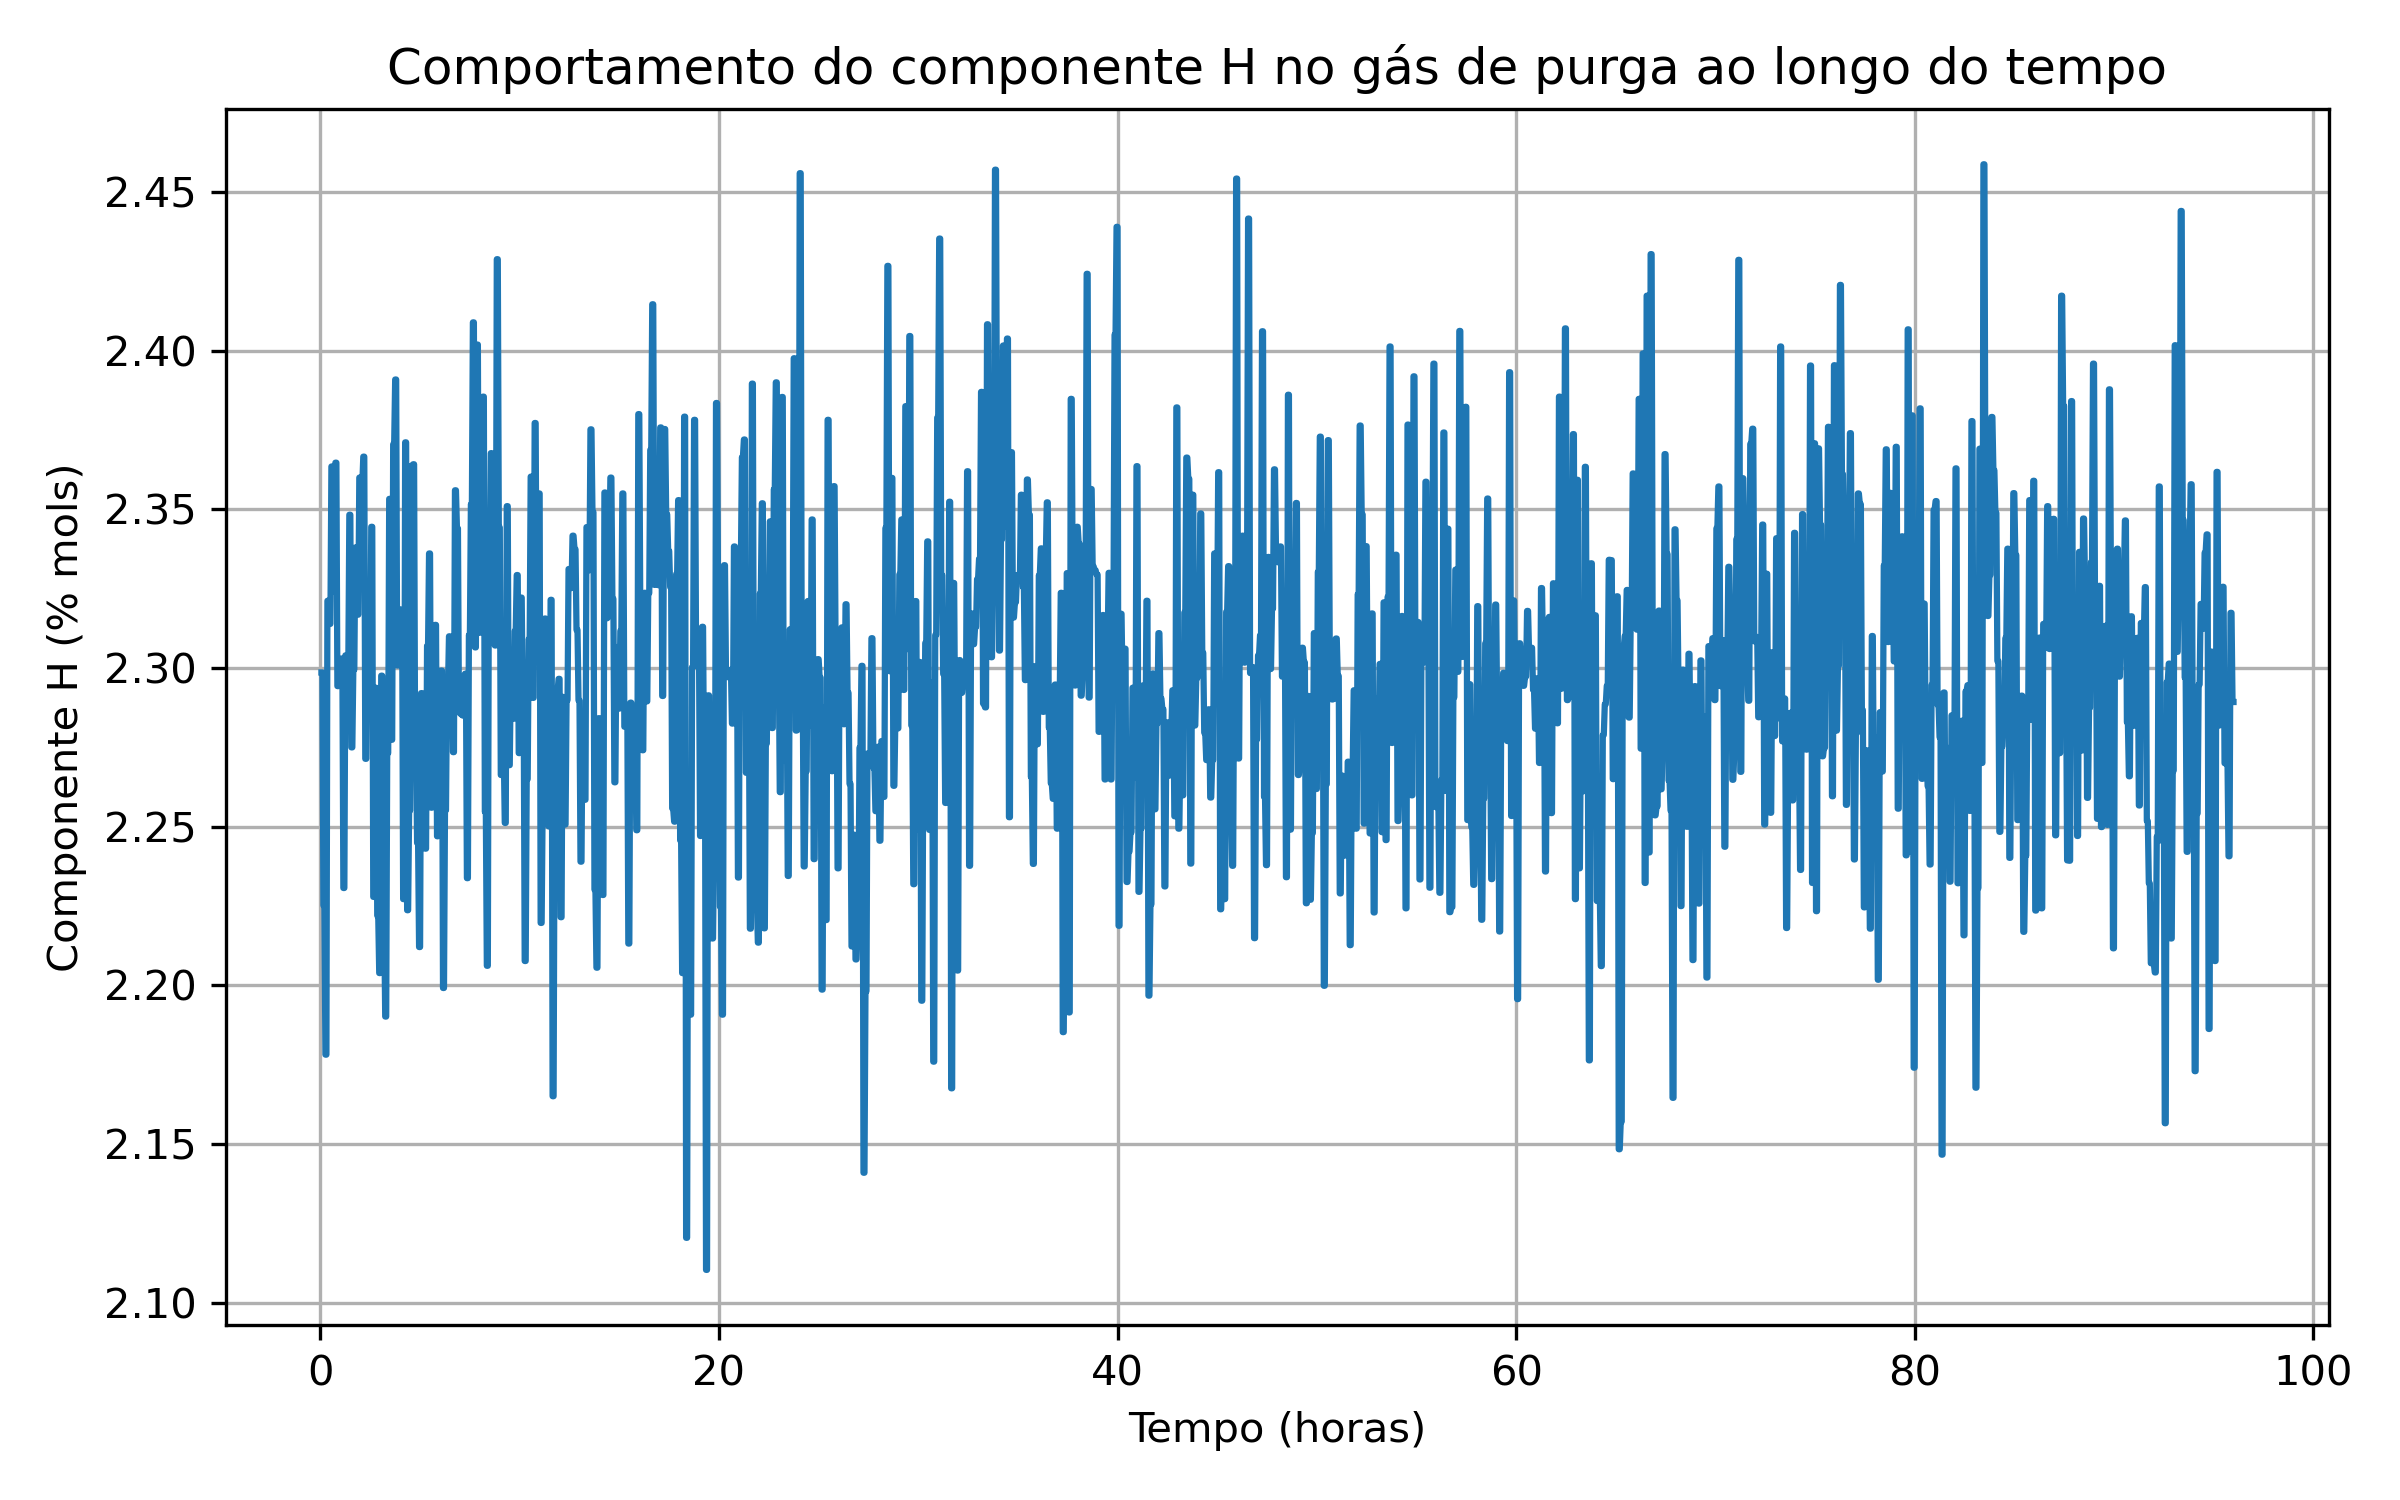 Comportamento do componente H no gás de purga ao longo do tempo
Componente H (% mols)
2.45
2.40
2.35
2.30
2.25
2.20
2.15
2.10
0 20 40 60 80 100
Tempo (horas)